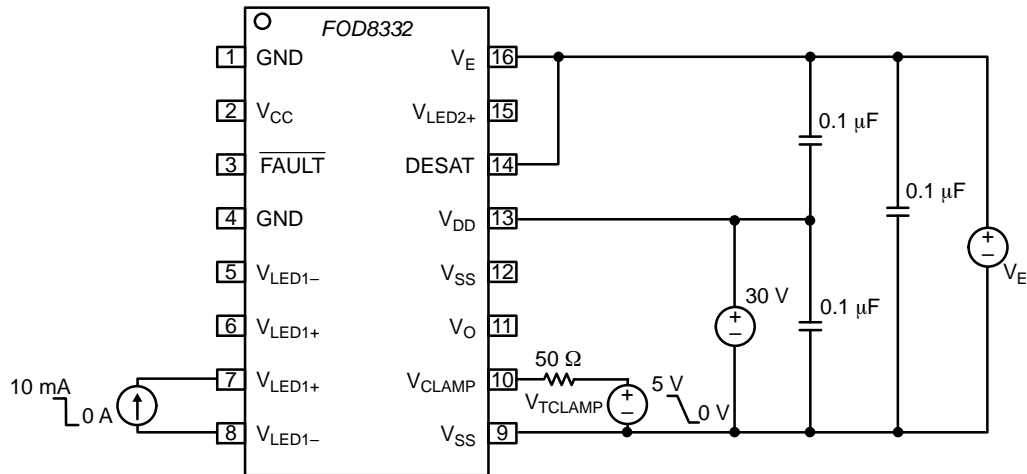 FOD8332
1 GND
2 VCC
3 FAULT
4 GND
5 VLED1–
6 VLED1+
7 VLED1+
8 VLED1–
VE 16
VLED2+ 15
DESAT 14
VDD 13
VSS 12
VO 11
VCLAMP 10
VSS 9
10 mA
0 A
50 Ω
VTCLAMP
5 V
0 V
30 V
0.1 μF
0.1 μF
0.1 μF
+
–
+
–
+
–
VE